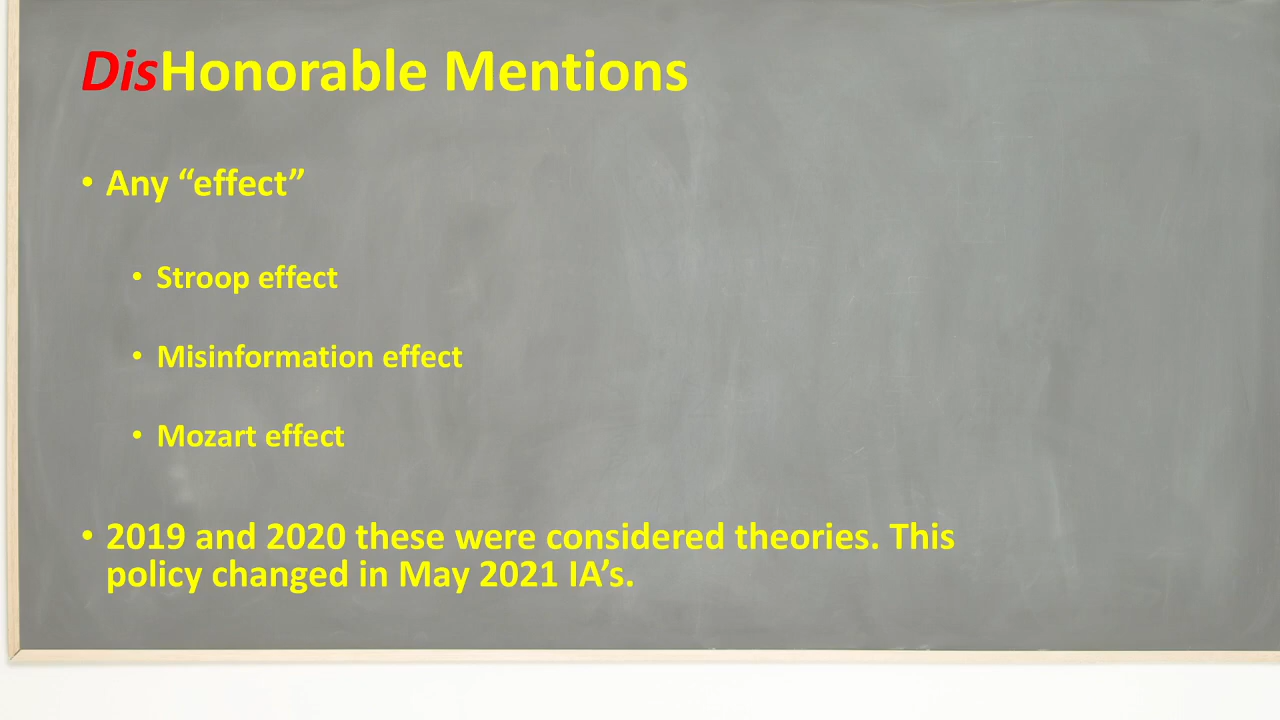 DisHonorable Mentions
• Any “effect”
• Stroop effect
• Misinformation effect
• Mozart effect
• 2019 and 2020 these were considered theories. This
policy changed in May 2021 IA’s.